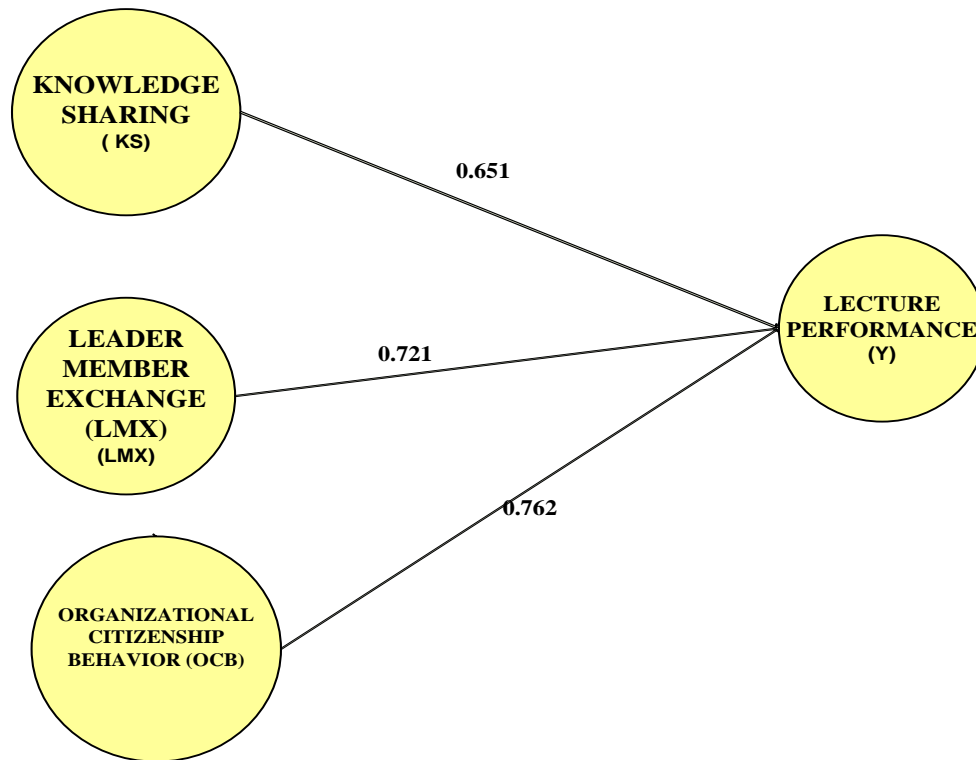 KNOWLEDGE
SHARING
( KS)
0.651
LECTURE
PERFORMANCE
(Y)
LEADER
MEMBER
EXCHANGE
(LMX)
(LMX)
0.721
0.762
ORGANIZATIONAL
CITIZENSHIP
BEHAVIOR (OCB)